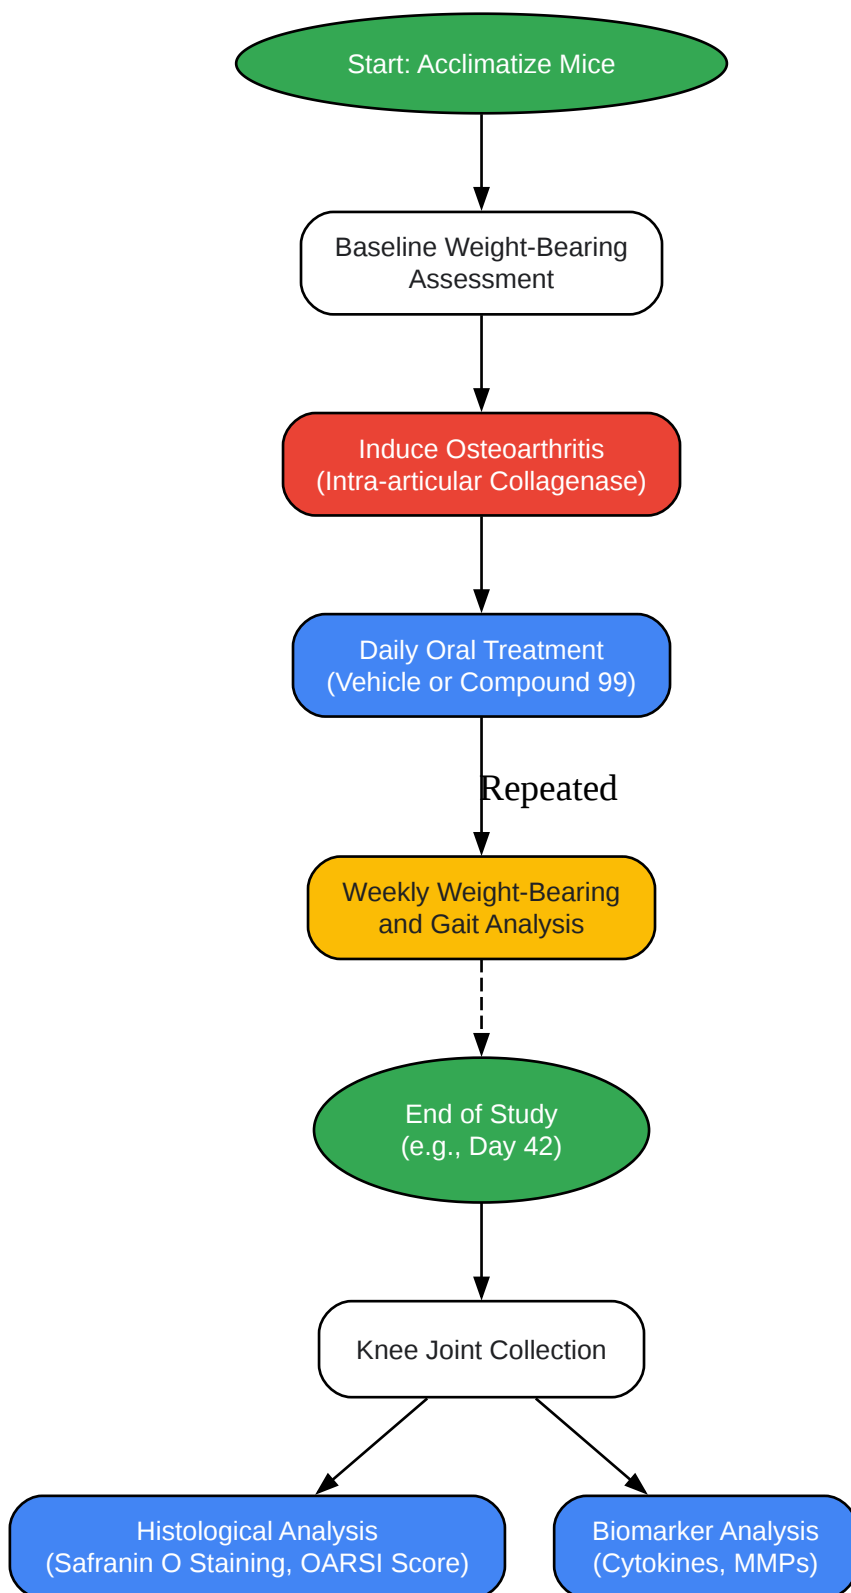 Start: Acclimatize Mice
Baseline Weight-Bearing
Assessment
Induce Osteoarthritis
(Intra-articular Collagenase)
Daily Oral Treatment
(Vehicle or Compound 99)
Repeated
Weekly Weight-Bearing
and Gait Analysis
End of Study
(e.g., Day 42)
Knee Joint Collection
Histological Analysis
(Safranin O Staining, OARSI Score)
Biomarker Analysis
(Cytokines, MMPs)